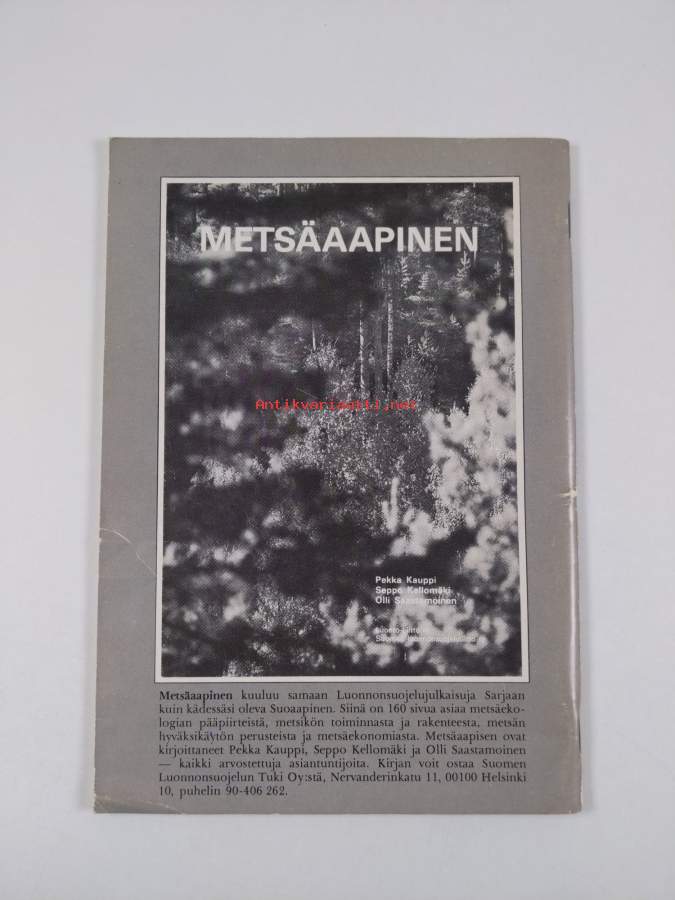 METSÄAAPINEN
Antikvariaatti.net
Pekka Kauppi
Seppo Kellomäki
Olli Saastamoinen
Metsäaapinen kuuluu samaan Luonnonsuojelujulkaisuja Sarjaan
kuin kädessäsi oleva Suoaapinen. Siinä on 160 sivua asiaa metsäeko-
logian pääpiirteistä, metsikön toiminnasta ja rakenteesta, metsän
hyväksikäytön perusteista ja metsäekonomiasta. Metsäaapisen ovat
kirjoittaneet Pekka Kauppi, Seppo Kellomäki ja Olli Saastamoinen
— kaikki arvostettuja asiantuntijoita. Kirjan voit ostaa Suomen
Luonnonsuojelun Tuki Oy:stä, Nervanderinkatu 11, 00100 Helsinki
10, puhelin 90-406 262.